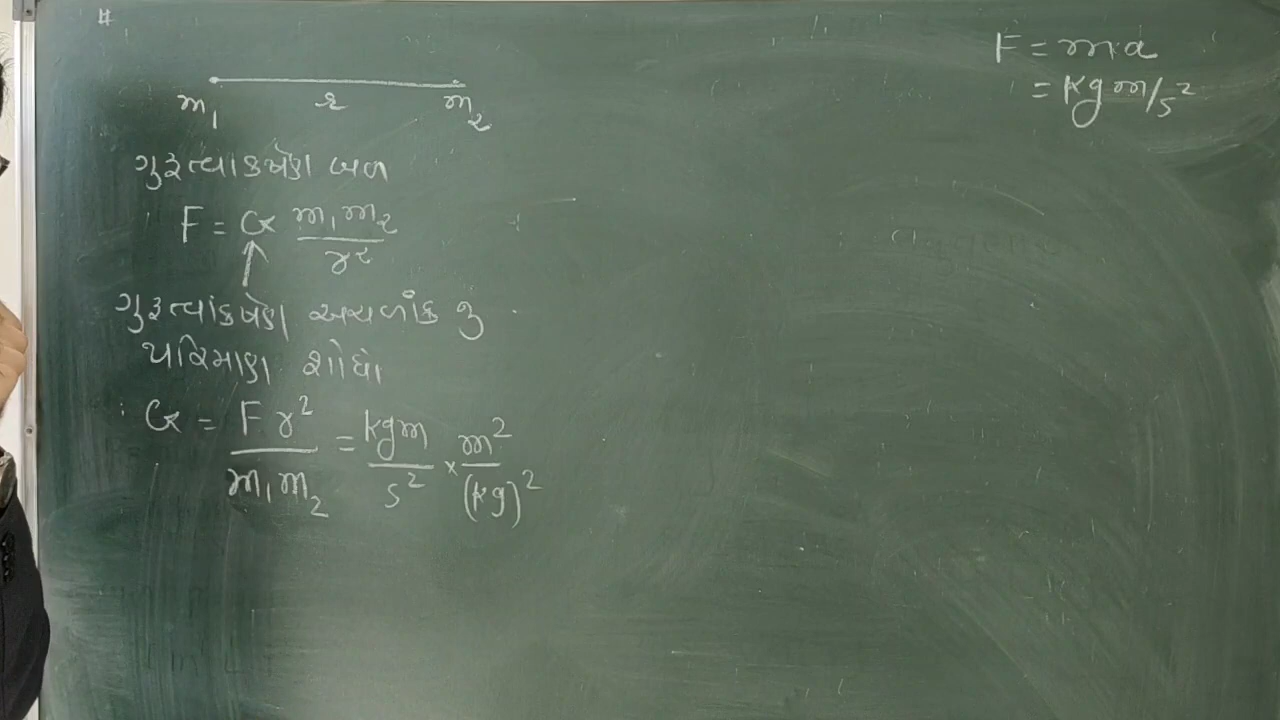 #
m₁ r m₂
ગુરુત્વાકર્ષણ બળ
F = G m₁m₂/r²
ગુરુત્વાંકર્ષણ અચળાંક નુ
પરિમાણ શોધો
G = F r²/m₁m₂ = kgm/s² × m²/(kg)²
F = ma
= kg m/s²